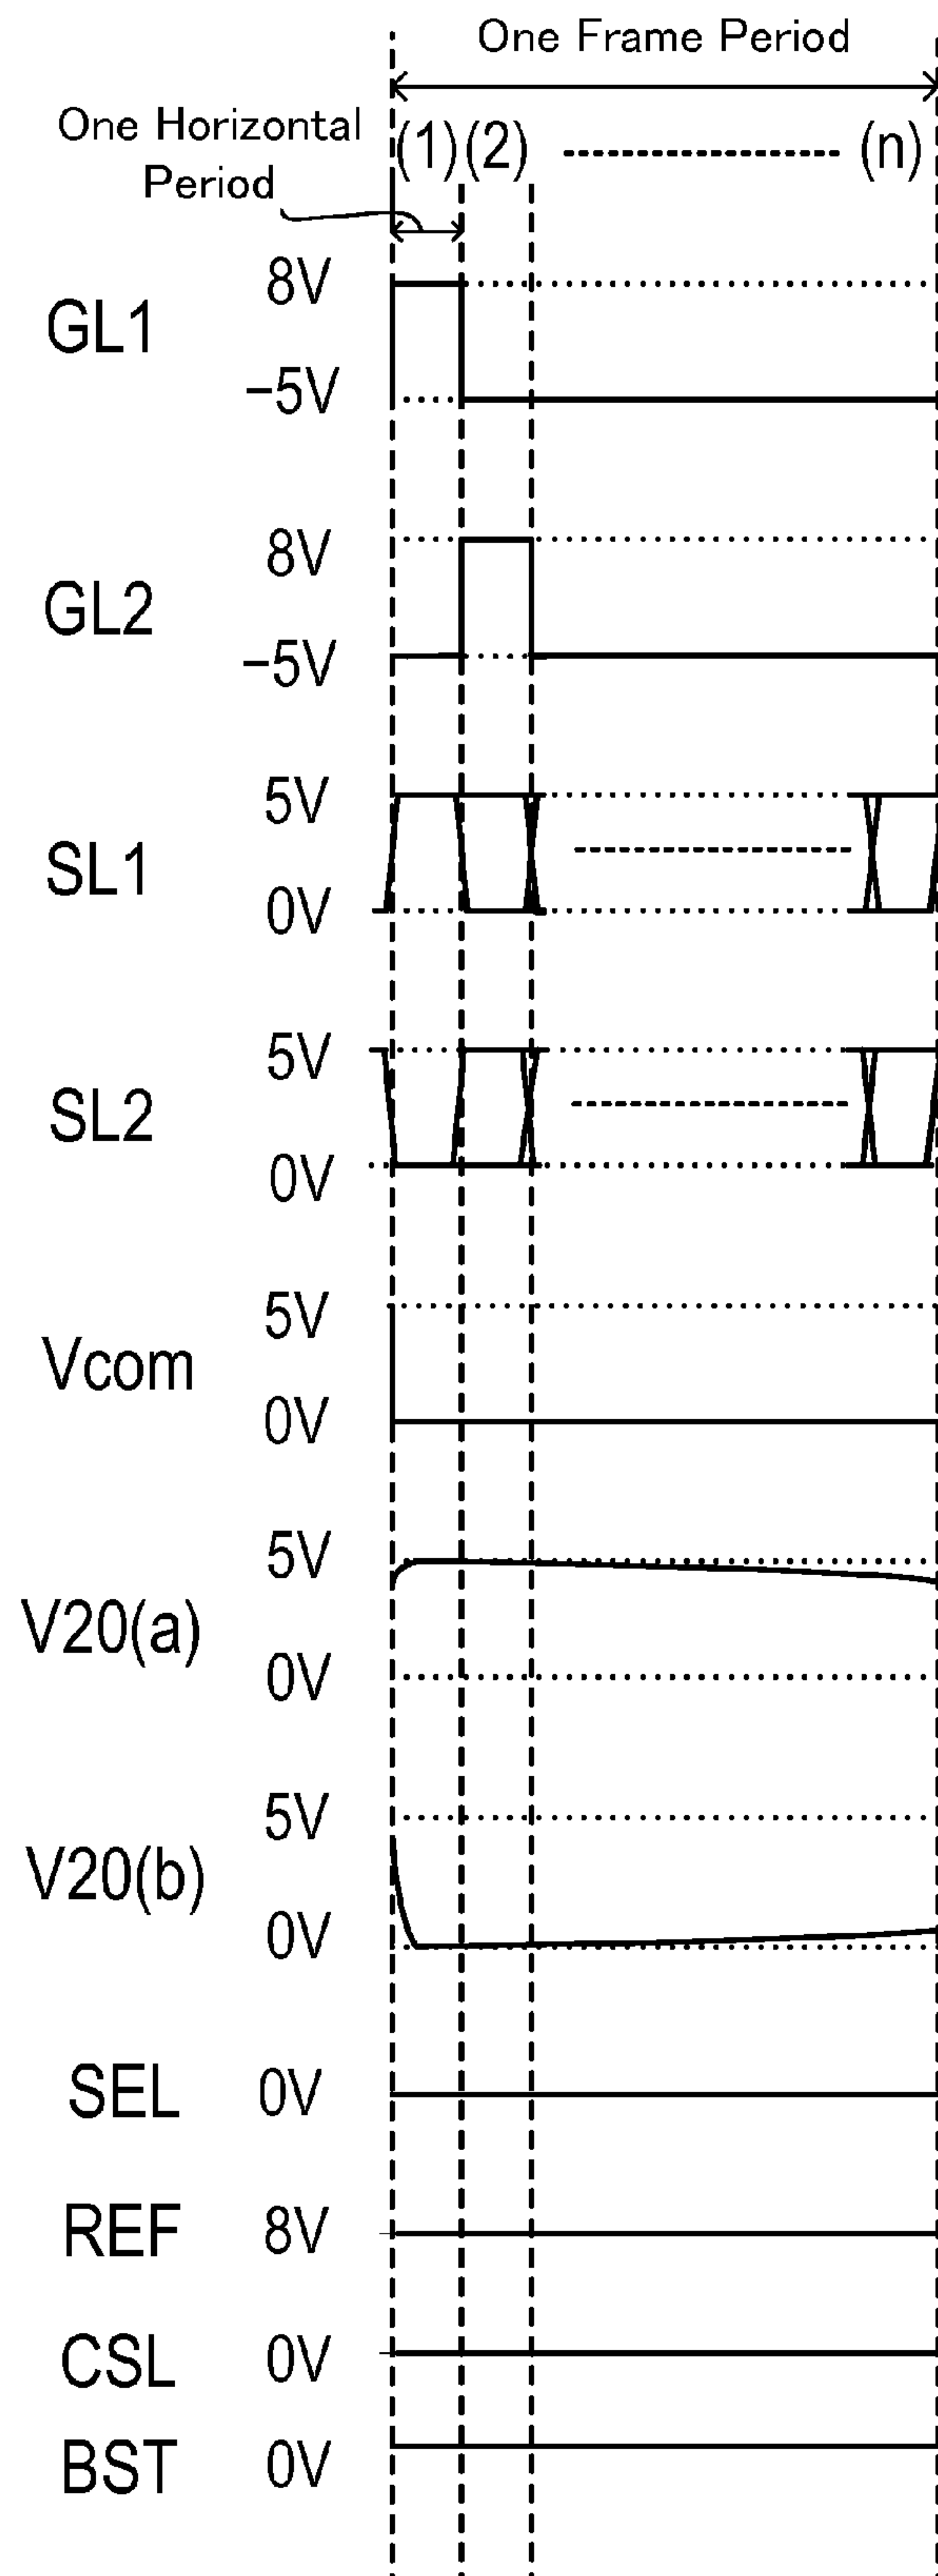 One Frame Period
One Horizontal Period
(1) (2) (n)
GL1 8V
−5V
GL2 8V
−5V
SL1 5V
0V
SL2 5V
0V
Vcom 5V
0V
V20(a) 5V
0V
V20(b) 5V
0V
SEL 0V
REF 8V
CSL 0V
BST 0V